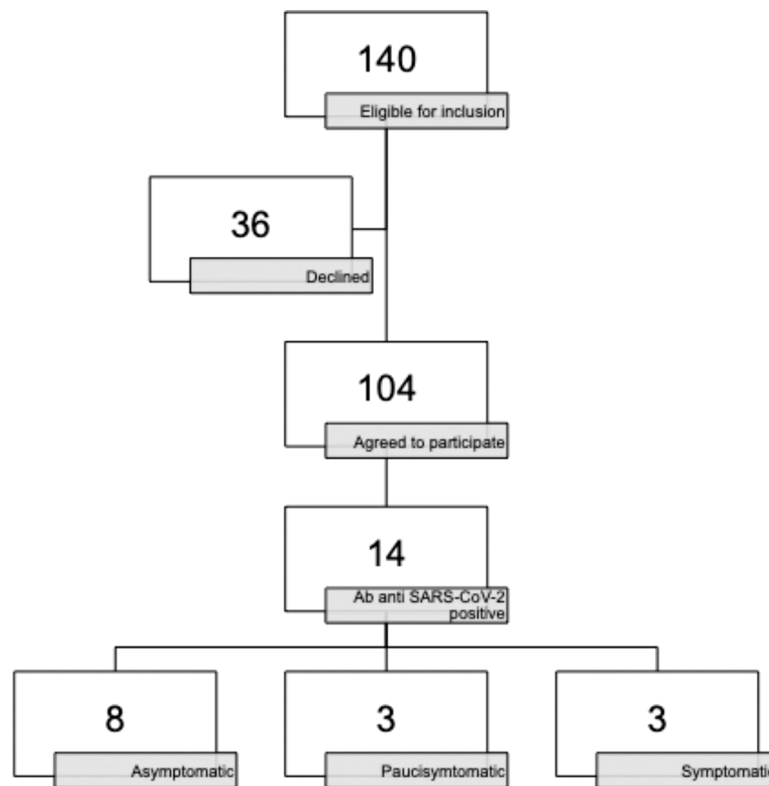 140
Eligible for inclusion
36
Declined
104
Agreed to participate
14
Ab anti SARS-CoV-2
positive
8
Asymptomatic
3
Paucisymtomatic
3
Symptomatic